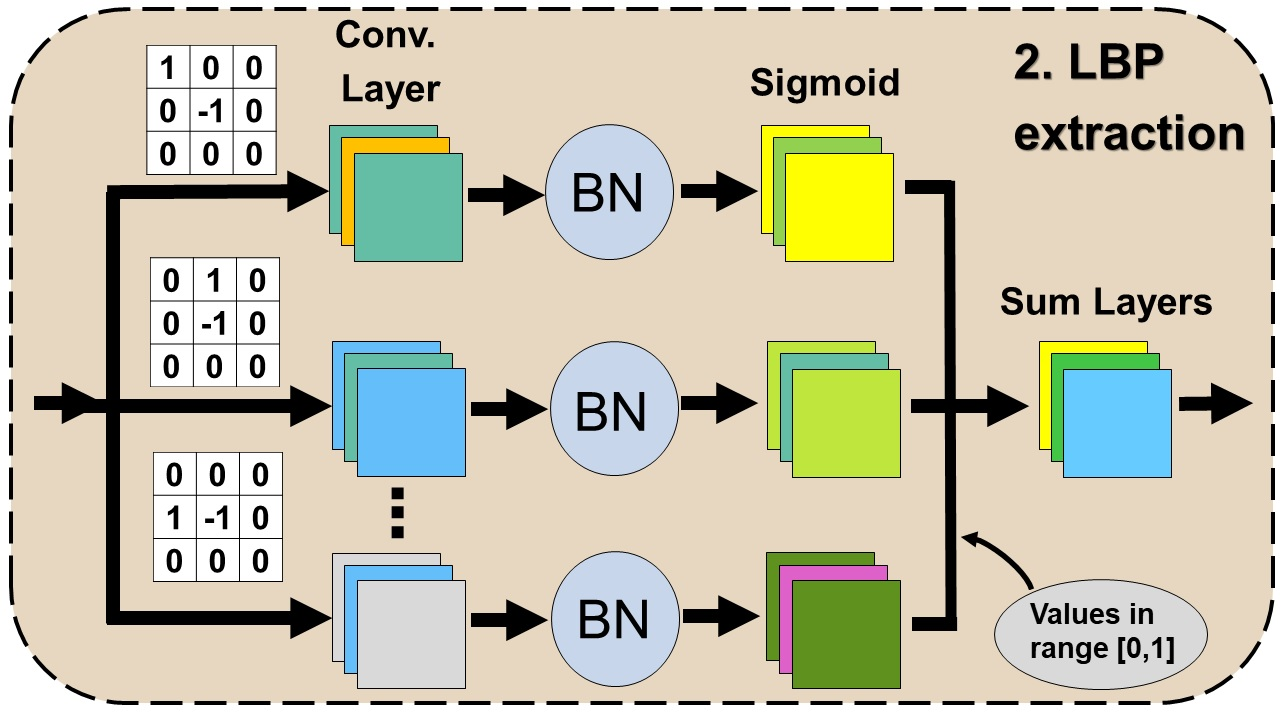 Conv.
Layer
Sigmoid
2. LBP
extraction
1 0 0
0 -1 0
0 0 0
BN
0 1 0
0 -1 0
0 0 0
Sum Layers
BN
0 0 0
1 -1 0
0 0 0
BN
Values in
range [0,1]